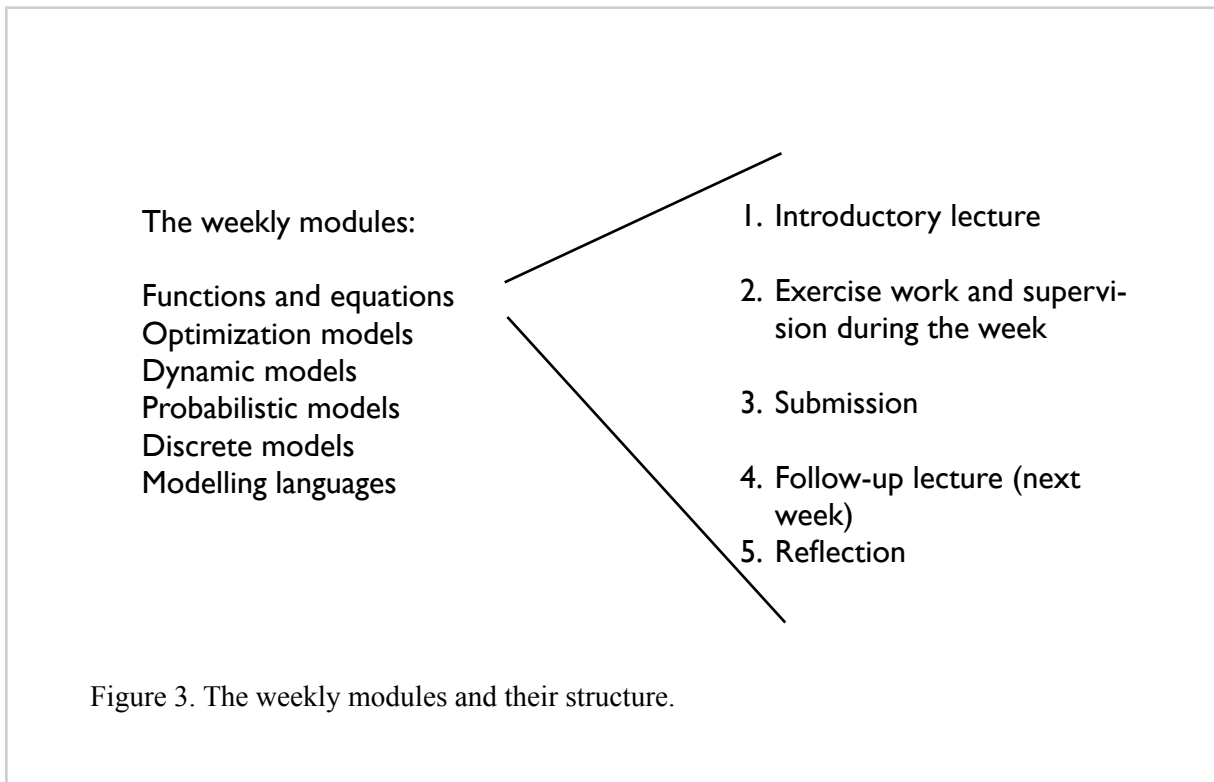 The weekly modules:
Functions and equations
Optimization models
Dynamic models
Probabilistic models
Discrete models
Modelling languages
1. Introductory lecture
2. Exercise work and supervi-
sion during the week
3. Submission
4. Follow-up lecture (next
week)
5. Reflection
Figure 3. The weekly modules and their structure.